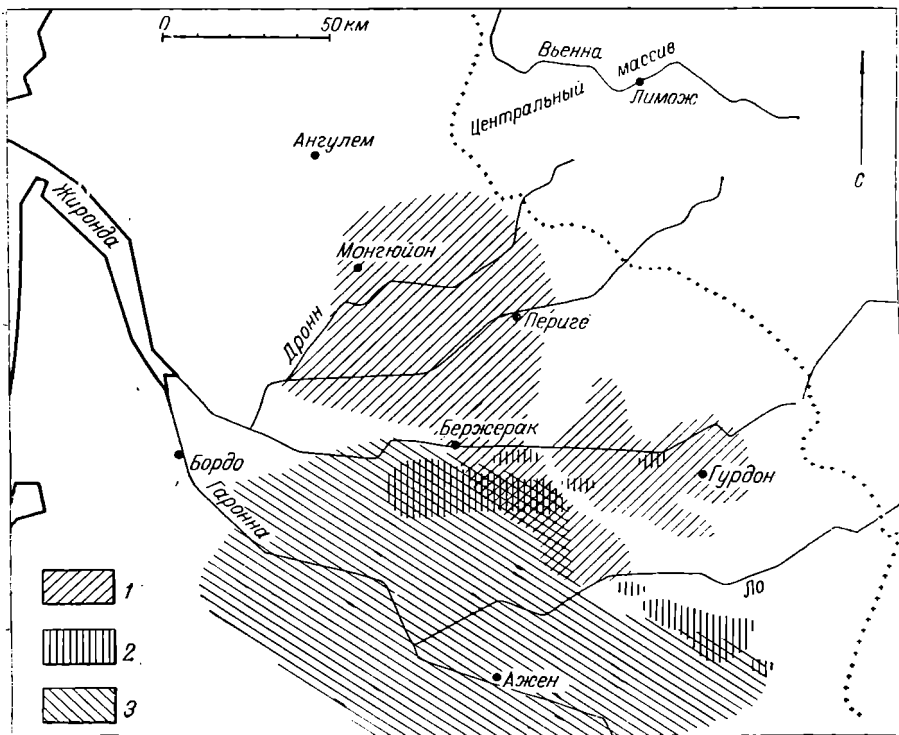 0 50 км
Вьенна
Центральный массив
Лимож
Ангулем
С
Жиронда
Монгюйон
Дронн
Периге
Бержерак
Бордо
Гурдон
Гаронна
Ло
Ажен
1
2
3